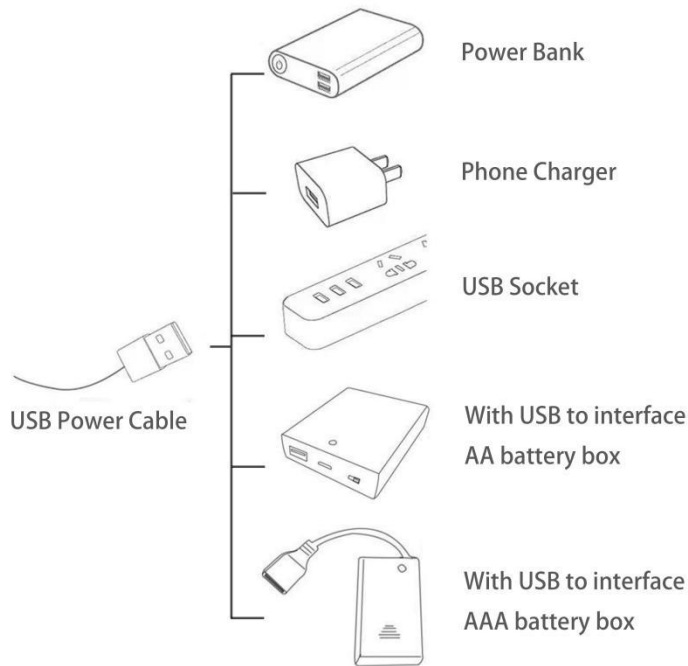 Power Bank
Phone Charger
USB Socket
USB Power Cable
With USB to interface
AA battery box
With USB to interface
AAA battery box